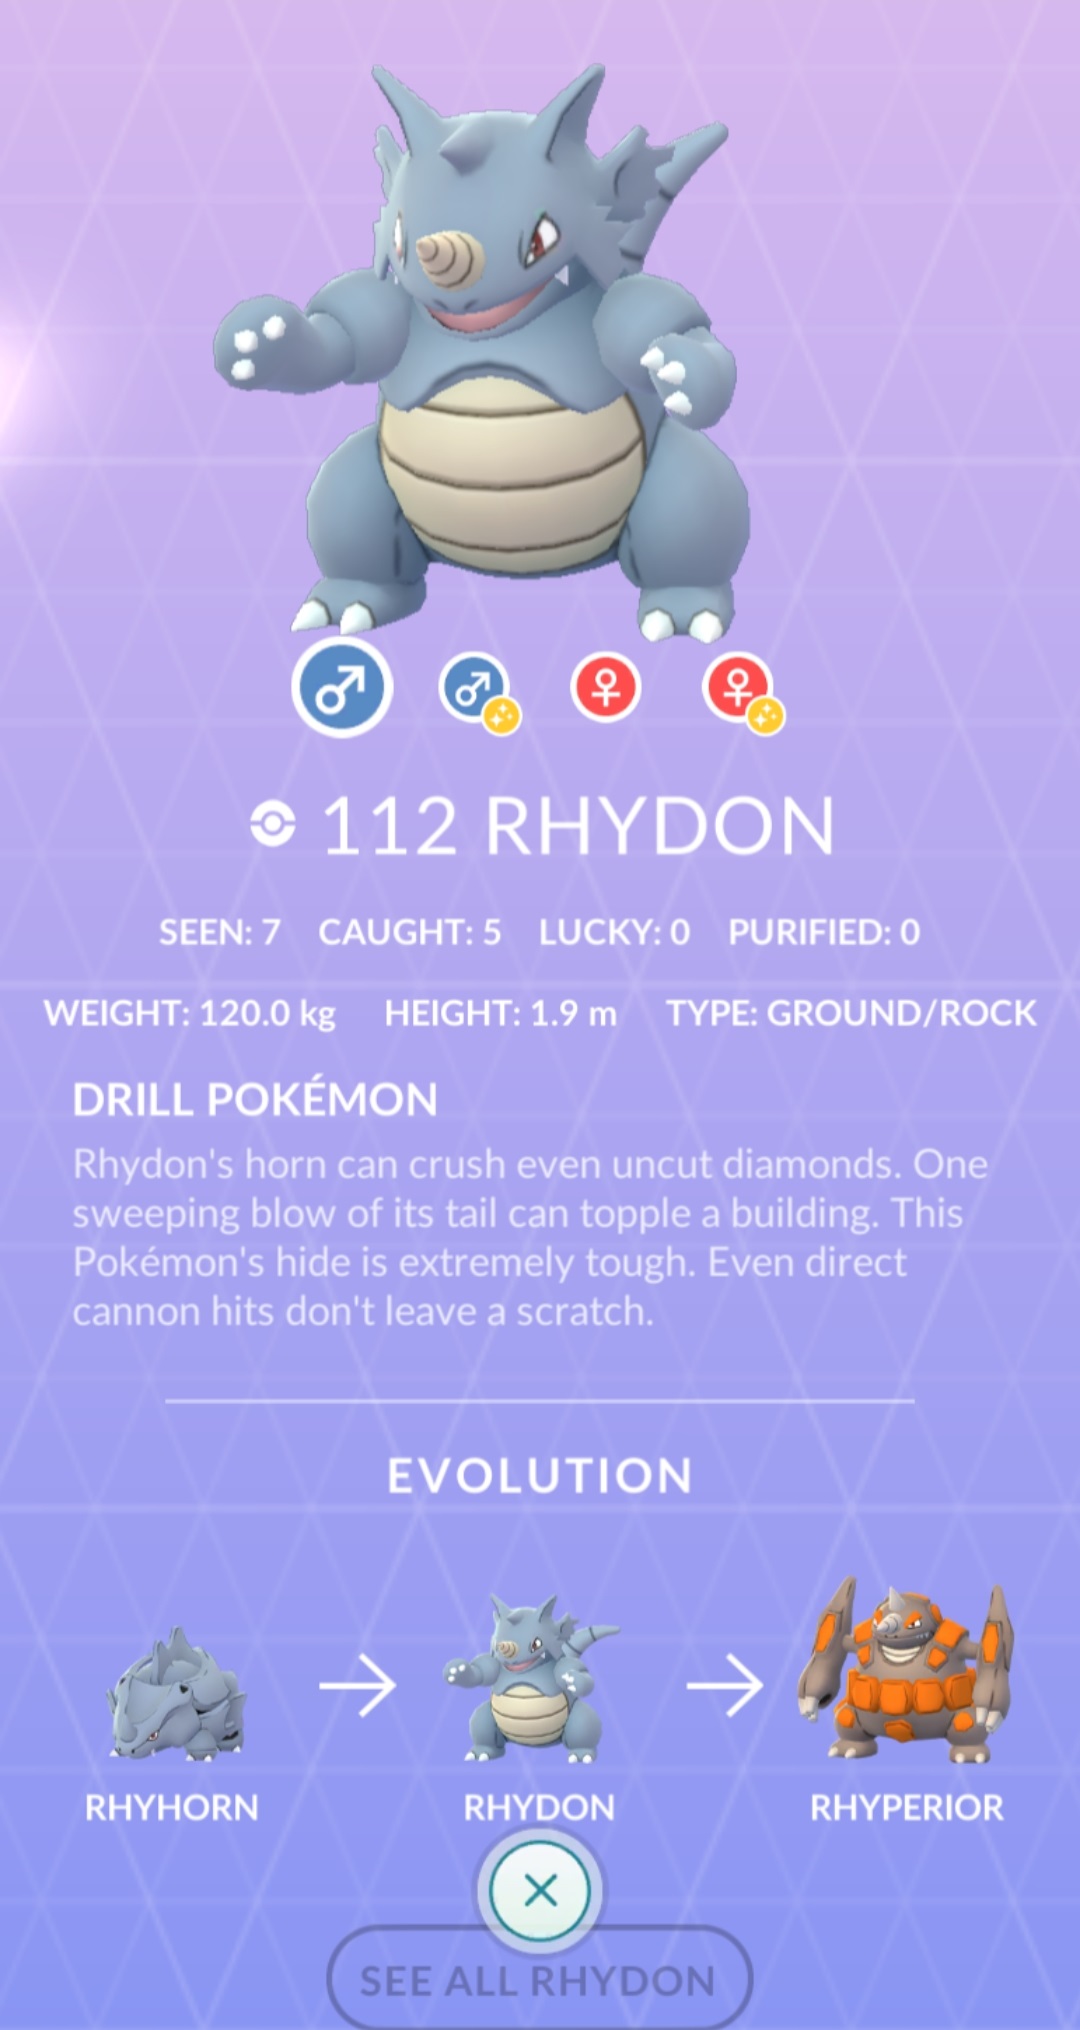 112 RHYDON
SEEN: 7 CAUGHT: 5 LUCKY: 0 PURIFIED: 0
WEIGHT: 120.0 kg HEIGHT: 1.9 m TYPE: GROUND/ROCK
DRILL POKÉMON
Rhydon's horn can crush even uncut diamonds. One
sweeping blow of its tail can topple a building. This
Pokémon's hide is extremely tough. Even direct
cannon hits don't leave a scratch.
EVOLUTION
RHYHORN RHYDON RHYPERIOR
SEE ALL RHYDON